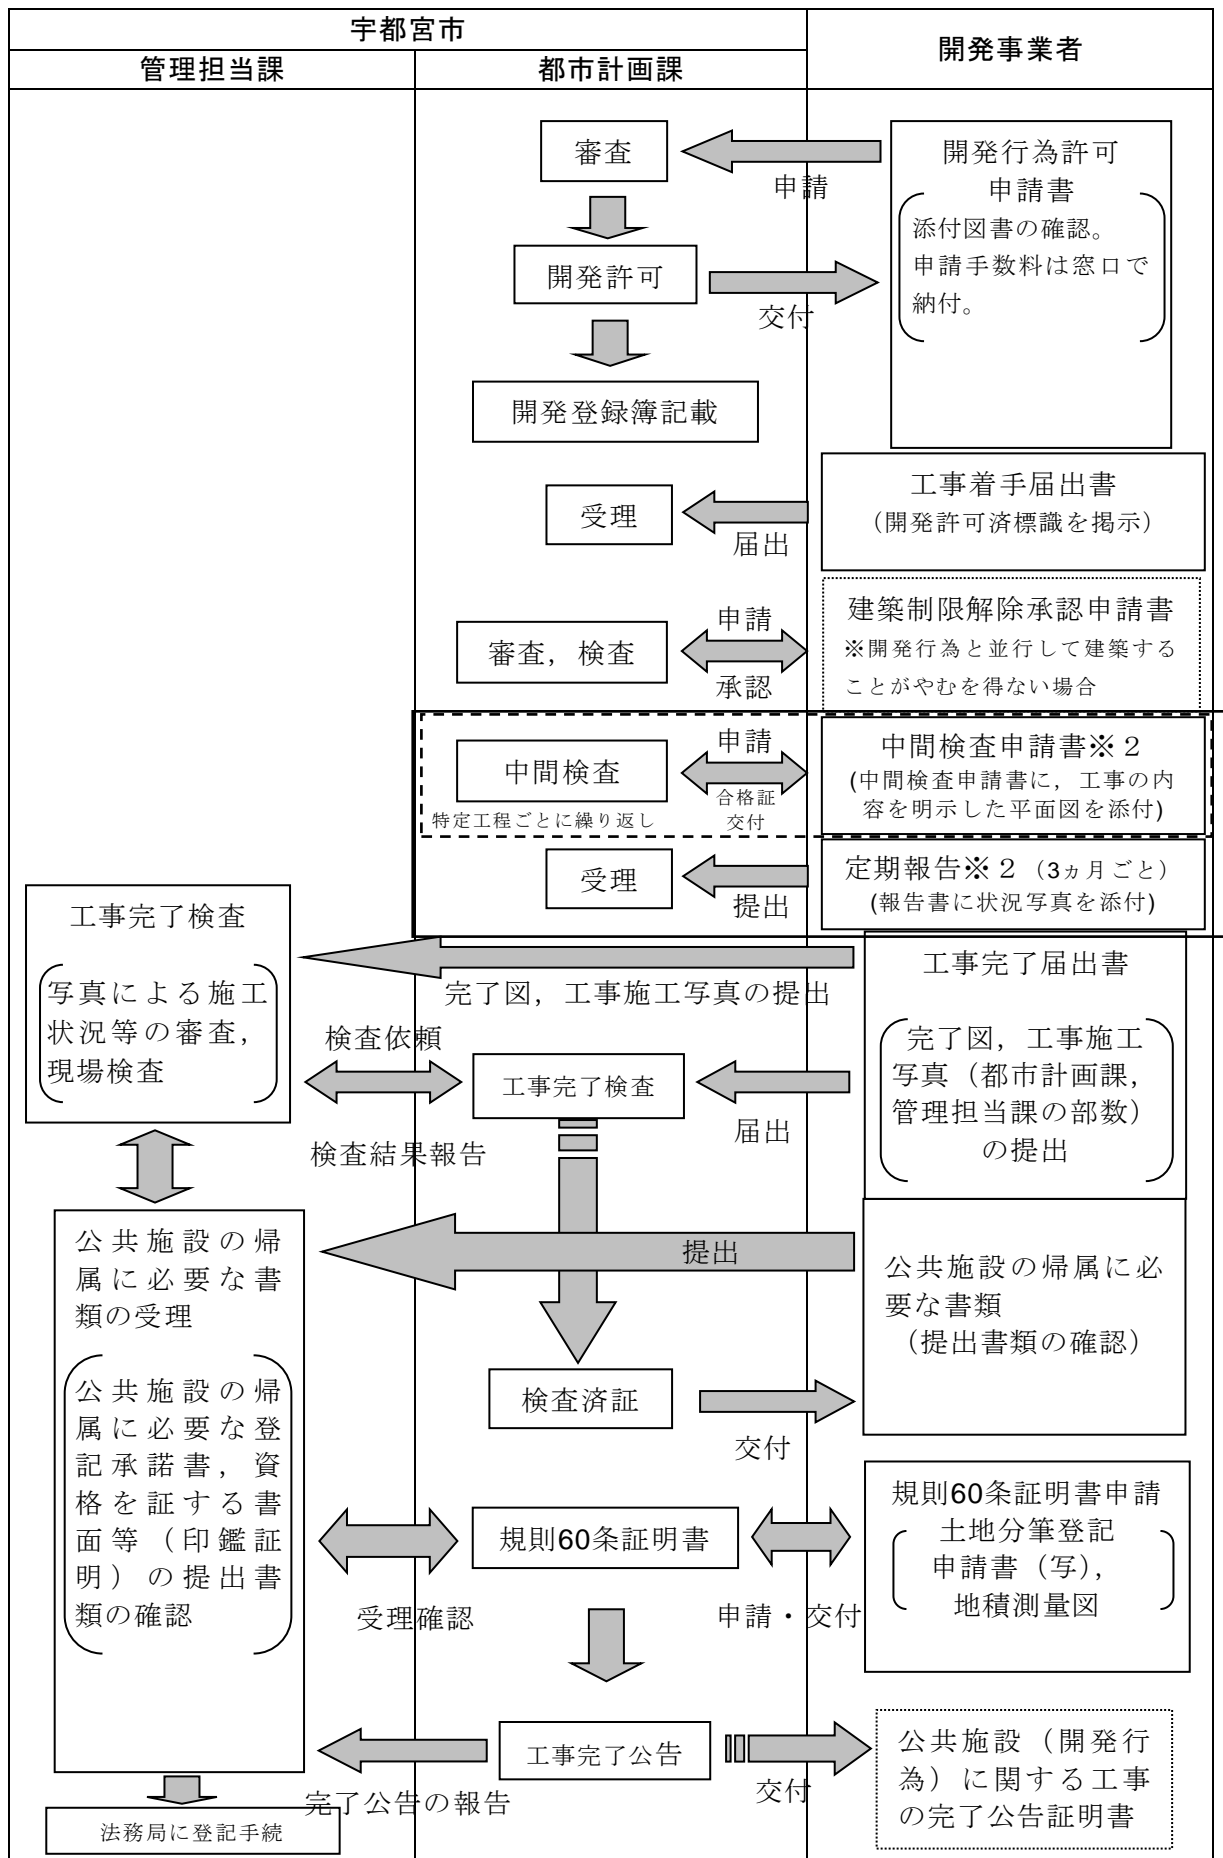 宇都宮市
開発事業者
管理担当課
都市計画課
審査
申請
開発行為許可
申請書
添付図書の確認。
申請手数料は窓口で
納付。
開発許可
交付
開発登録簿記載
工事着手届出書
（開発許可済標識を掲示）
受理
届出
建築制限解除承認申請書
※開発行為と並行して建築する
ことがやむを得ない場合
審査，検査
申請
承認
中間検査申請書※２
(中間検査申請書に，工事の内
容を明示した平面図を添付)
中間検査
申請
合格証
交付
特定工程ごとに繰り返し
定期報告※２（3ヵ月ごと）
(報告書に状況写真を添付)
受理
提出
工事完了検査
写真による施工
状況等の審査，
現場検査
完了図，工事施工写真の提出
工事完了届出書
完了図，工事施工
写真（都市計画課，
管理担当課の部数）
の提出
検査依頼
工事完了検査
検査結果報告
届出
公共施設の帰
属に必要な書
類の受理
公共施設の帰
属に必要な登
記承諾書，資
格を証する書
面等（印鑑証
明）の提出書
類の確認
提出
公共施設の帰属に必
要な書類
（提出書類の確認）
検査済証
交付
規則60条証明書申請
土地分筆登記
申請書（写），
地積測量図
規則60条証明書
受理確認
申請・交付
工事完了公告
完了公告の報告
交付
公共施設（開発行
為）に関する工事
の完了公告証明書
法務局に登記手続